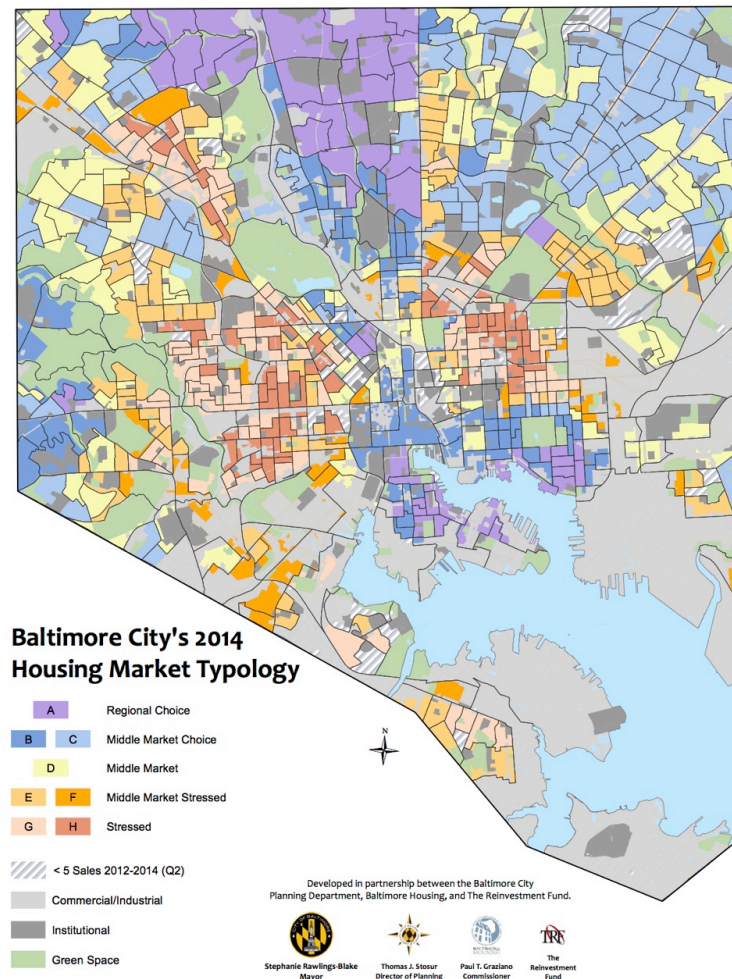 Baltimore City's 2014
Housing Market Typology
A Regional Choice
B C Middle Market Choice
D Middle Market
E F Middle Market Stressed
G H Stressed
< 5 Sales 2012-2014 (Q2)
Commercial/Industrial
Institutional
Green Space
N
Developed in partnership between the Baltimore City
Planning Department, Baltimore Housing, and The Reinvestment Fund.
TRF
Stephanie Rawlings-Blake
Mayor
Thomas J. Stosur
Director of Planning
Paul T. Graziano
Commissioner
The
Reinvestment
Fund